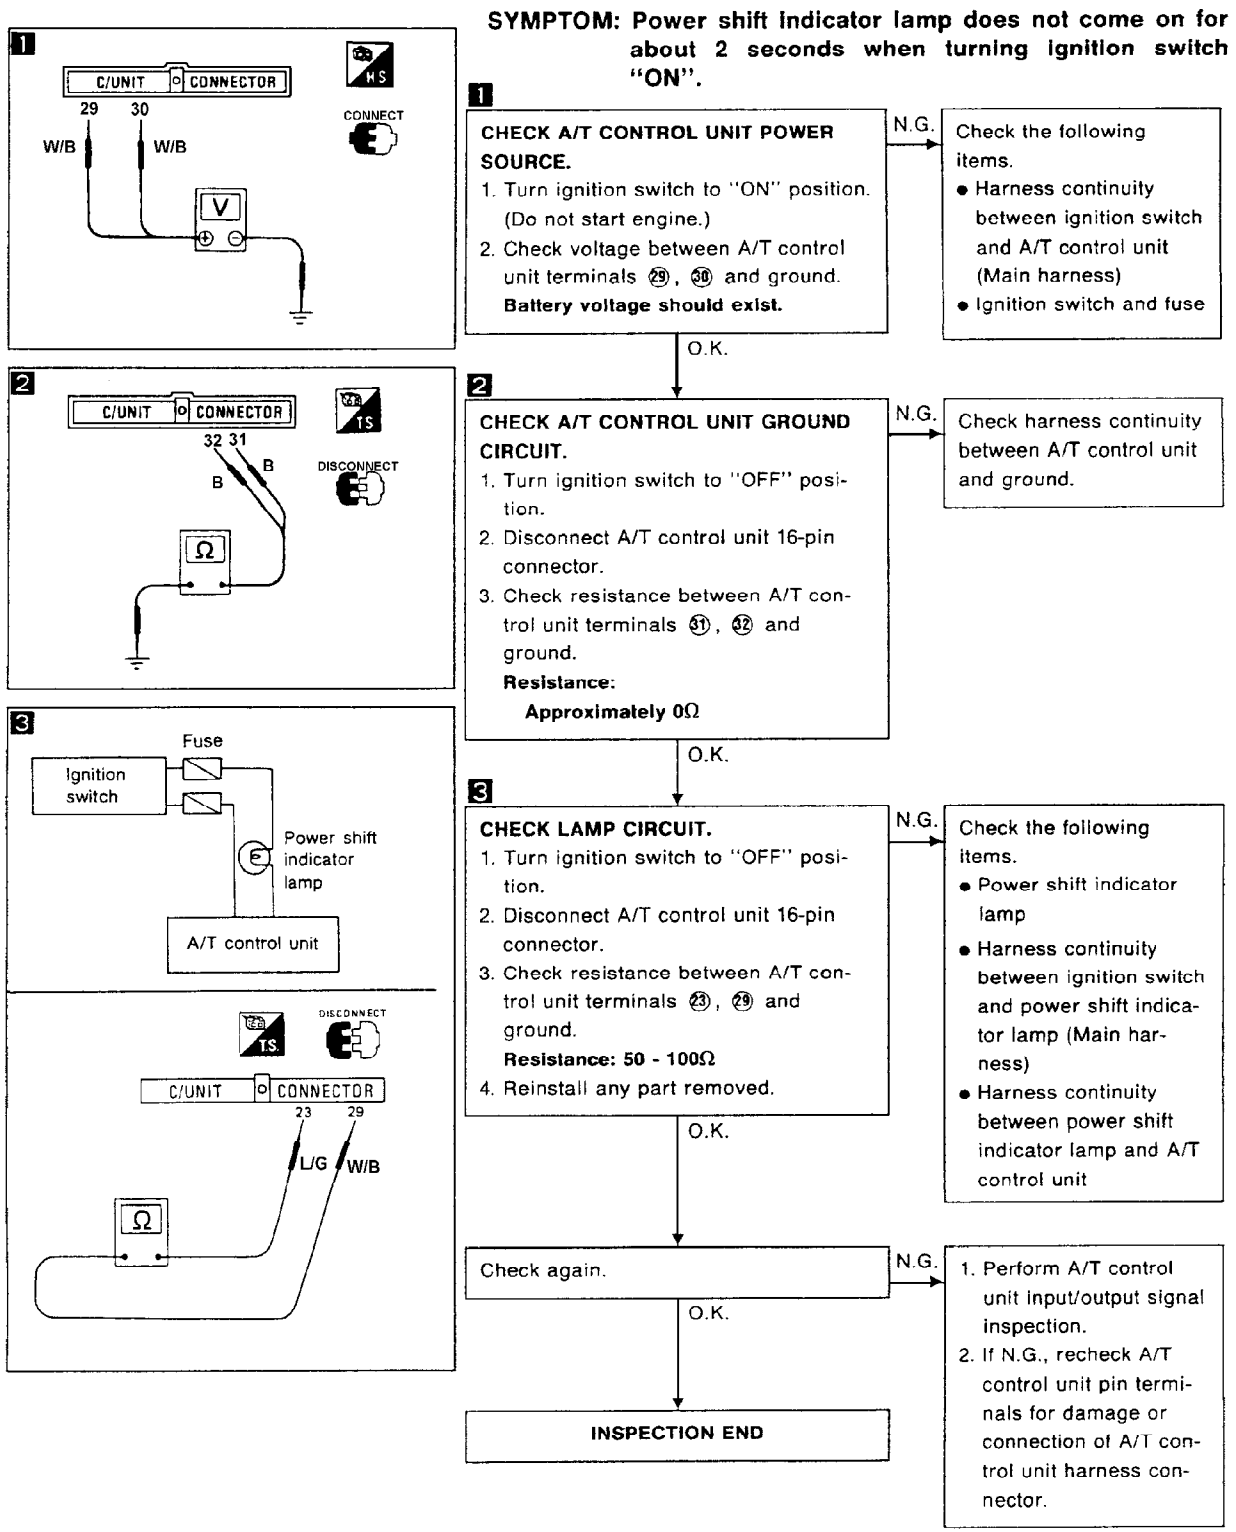 SYMPTOM: Power shift indicator lamp does not come on for
about 2 seconds when turning ignition switch
"ON".
1
C/UNIT CONNECTOR
29 30
W/B W/B
V
H S
CONNECT
1
CHECK A/T CONTROL UNIT POWER
SOURCE.
1. Turn ignition switch to "ON" position.
(Do not start engine.)
2. Check voltage between A/T control
unit terminals 29, 30 and ground.
Battery voltage should exist.
N.G.
Check the following
items.
● Harness continuity
between ignition switch
and A/T control unit
(Main harness)
● Ignition switch and fuse
O.K.
2
C/UNIT CONNECTOR
32 31
B
B
Ω
TS
DISCONNECT
2
CHECK A/T CONTROL UNIT GROUND
CIRCUIT.
1. Turn ignition switch to "OFF" posi-
tion.
2. Disconnect A/T control unit 16-pin
connector.
3. Check resistance between A/T con-
trol unit terminals 31, 32 and
ground.
Resistance:
Approximately 0Ω
N.G.
Check harness continuity
between A/T control unit
and ground.
O.K.
3
Fuse
Ignition
switch
Power shift
indicator
lamp
A/T control unit
T.S.
DISCONNECT
C/UNIT CONNECTOR
23 29
L/G W/B
Ω
3
CHECK LAMP CIRCUIT.
1. Turn ignition switch to "OFF" posi-
tion.
2. Disconnect A/T control unit 16-pin
connector.
3. Check resistance between A/T con-
trol unit terminals 23, 29 and
ground.
Resistance: 50 - 100Ω
4. Reinstall any part removed.
N.G.
Check the following
items.
● Power shift indicator
lamp
● Harness continuity
between ignition switch
and power shift indica-
tor lamp (Main har-
ness)
● Harness continuity
between power shift
indicator lamp and A/T
control unit
O.K.
Check again.
N.G.
1. Perform A/T control
unit input/output signal
inspection.
2. If N.G., recheck A/T
control unit pin termi-
nals for damage or
connection of A/T con-
trol unit harness con-
nector.
O.K.
INSPECTION END